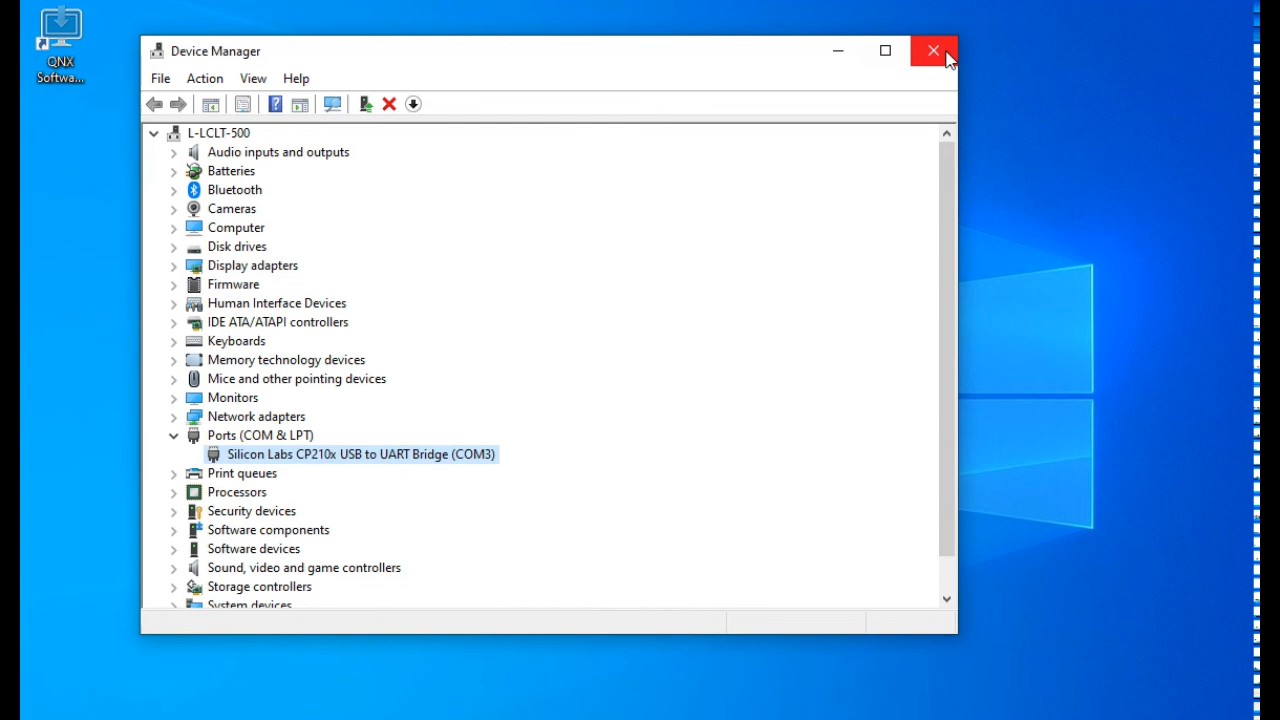 QNX
Softwa...
Device Manager
File Action View Help
L-LCLT-500
Audio inputs and outputs
Batteries
Bluetooth
Cameras
Computer
Disk drives
Display adapters
Firmware
Human Interface Devices
IDE ATA/ATAPI controllers
Keyboards
Memory technology devices
Mice and other pointing devices
Monitors
Network adapters
Ports (COM & LPT)
Silicon Labs CP210x USB to UART Bridge (COM3)
Print queues
Processors
Security devices
Software components
Software devices
Sound, video and game controllers
Storage controllers
System devices